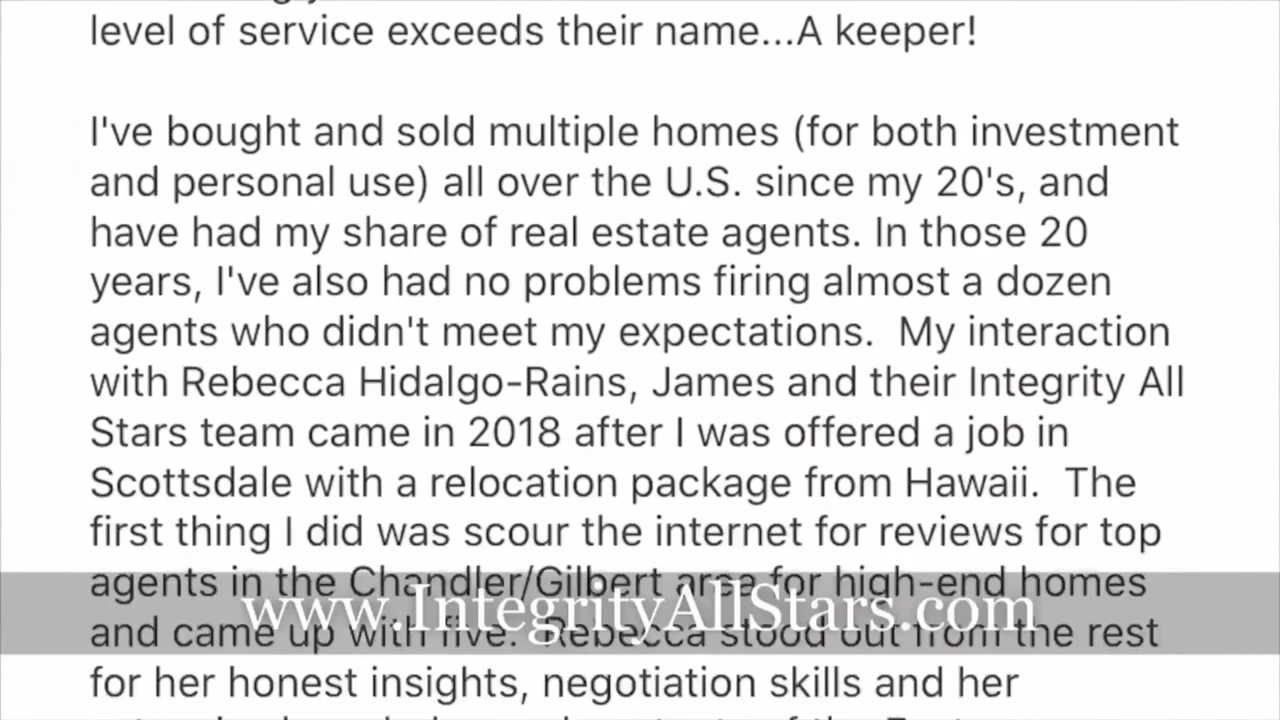 level of service exceeds their name...A keeper!
I've bought and sold multiple homes (for both investment
and personal use) all over the U.S. since my 20's, and
have had my share of real estate agents. In those 20
years, I've also had no problems firing almost a dozen
agents who didn't meet my expectations.  My interaction
with Rebecca Hidalgo-Rains, James and their Integrity All
Stars team came in 2018 after I was offered a job in
Scottsdale with a relocation package from Hawaii.  The
first thing I did was scour the internet for reviews for top
agents in the Chandler/Gilbert area for high-end homes
www.IntegrityAllStars.com
and came up with five.  Rebecca stood out from the rest
for her honest insights, negotiation skills and her